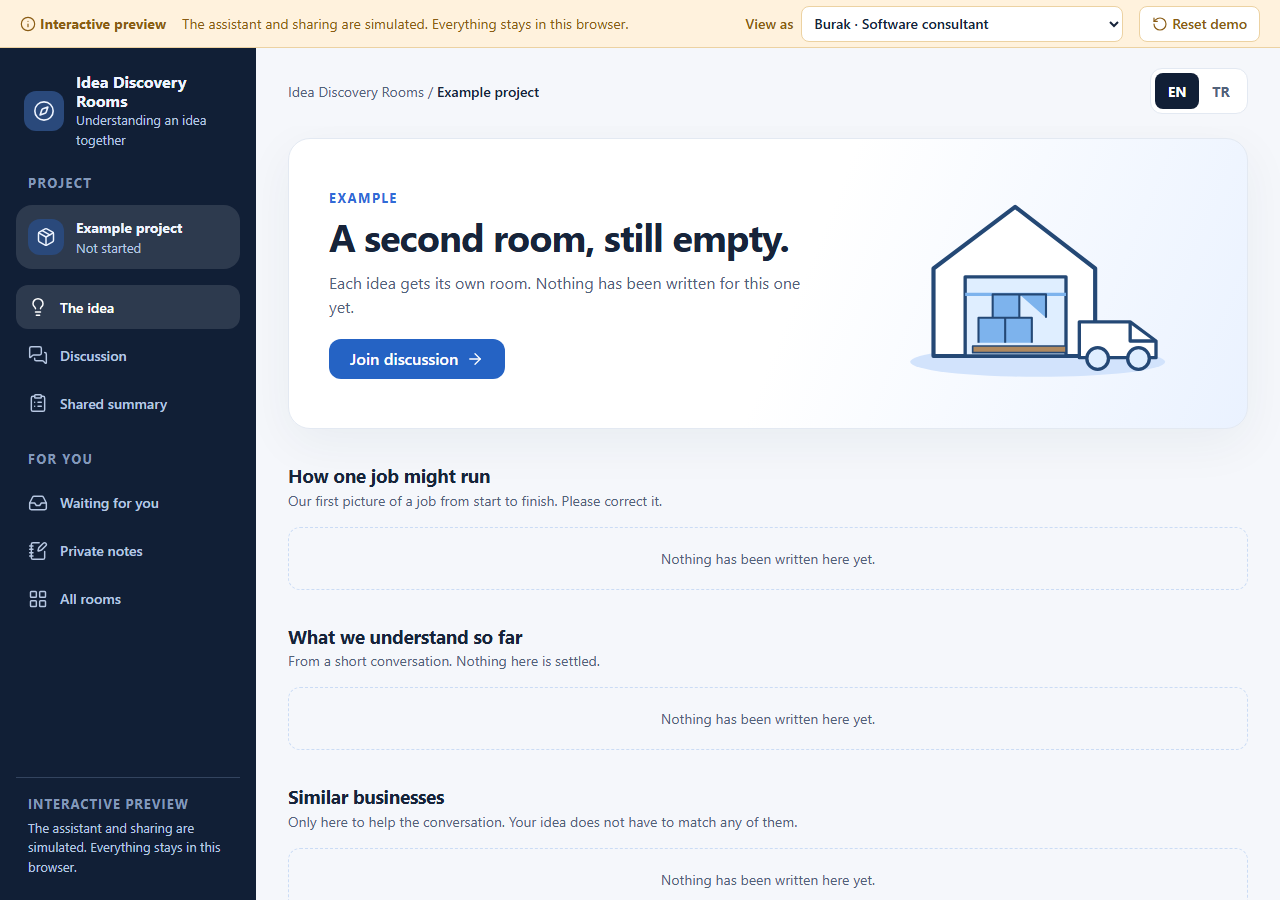 Interactive preview The assistant and sharing are simulated. Everything stays in this browser. View as Burak · Software consultant Reset demo
Idea Discovery
Rooms
Understanding an idea
together
PROJECT
Example project
Not started
The idea
Discussion
Shared summary
FOR YOU
Waiting for you
Private notes
All rooms
INTERACTIVE PREVIEW
The assistant and sharing are
simulated. Everything stays in this
browser.
Idea Discovery Rooms / Example project
EN TR
EXAMPLE
A second room, still empty.
Each idea gets its own room. Nothing has been written for this one
yet.
Join discussion
How one job might run
Our first picture of a job from start to finish. Please correct it.
Nothing has been written here yet.
What we understand so far
From a short conversation. Nothing here is settled.
Nothing has been written here yet.
Similar businesses
Only here to help the conversation. Your idea does not have to match any of them.
Nothing has been written here yet.